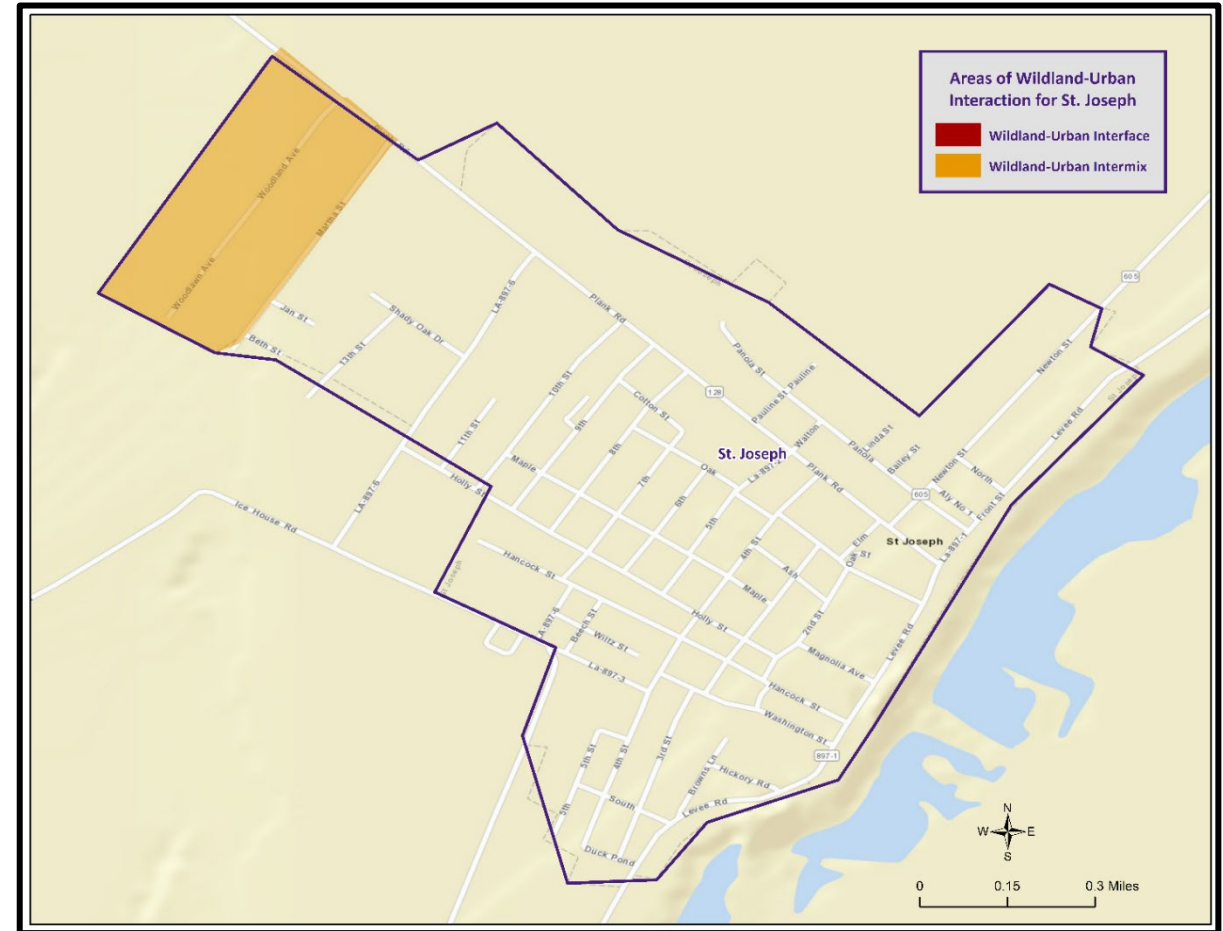 Areas of Wildland-Urban
Interaction for St. Joseph
Wildland-Urban Interface
Wildland-Urban Intermix
Woodland Ave
Martha St
Woodlawn Ave
Jan St
Beth St
13th St
Shady Oak Dr
LA-897-6
Plank Rd
128
Panola St
Pauline St
Pauline
605
Newton St
Levee Rd
St Joseph
10th St
11th St
9th
8th
7th
6th
5th
Cotton St
Oak
La-897-2
Walton
Plank Rd
Panola
Linda St
Bailey St
Newton St
North
Front St
Aly No 1
605
St. Joseph
St Joseph
La-897-1
Maple
Holly St
LA-897-6
Ice House Rd
Hancock St
4th St
Ash
Oak
Elm
St
Maple
Holly St
2nd St
Levee Rd
Magnolia Ave
Hancock St
Washington St
897-1
A-897-6
Beech St
Wiltz St
La-897-3
5th St
4th St
3rd St
Browns Ln
Hickory Rd
Levee Rd
5th
South
Duck Pond
N
W
E
S
0
0.15
0.3 Miles